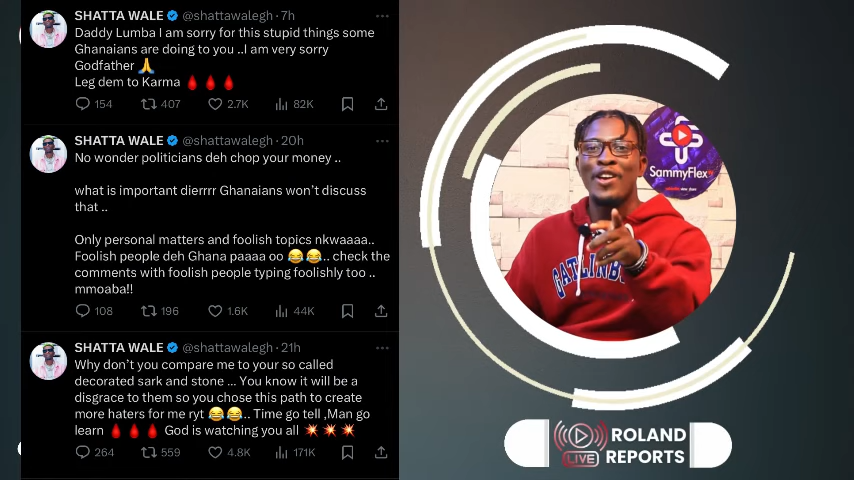 SHATTA WALE @shattawalegh · 7h
Daddy Lumba I am sorry for this stupid things some
Ghanaians are doing to you ..I am very sorry
Godfather 🙏
Leg dem to Karma 🩸🩸🩸
154 407 2.7K 82K
SHATTA WALE @shattawalegh · 20h
No wonder politicians deh chop your money ..
what is important dierrrr Ghanaians won't discuss
that ..
Only personal matters and foolish topics nkwaaaa..
Foolish people deh Ghana paaaa oo 😂😂.. check the
comments with foolish people typing foolishly too ..
mmoaba!!
108 196 1.6K 44K
SHATTA WALE @shattawalegh · 21h
Why don't you compare me to your so called
decorated sark and stone ... You know it will be a
disgrace to them so you chose this path to create
more haters for me ryt 😂😂.. Time go tell ,Man go
learn 🩸🩸🩸 God is watching you all 💥💥💥
264 559 4.8K 171K
SammyFlex
GATLINBU
LIVE
ROLAND
REPORTS